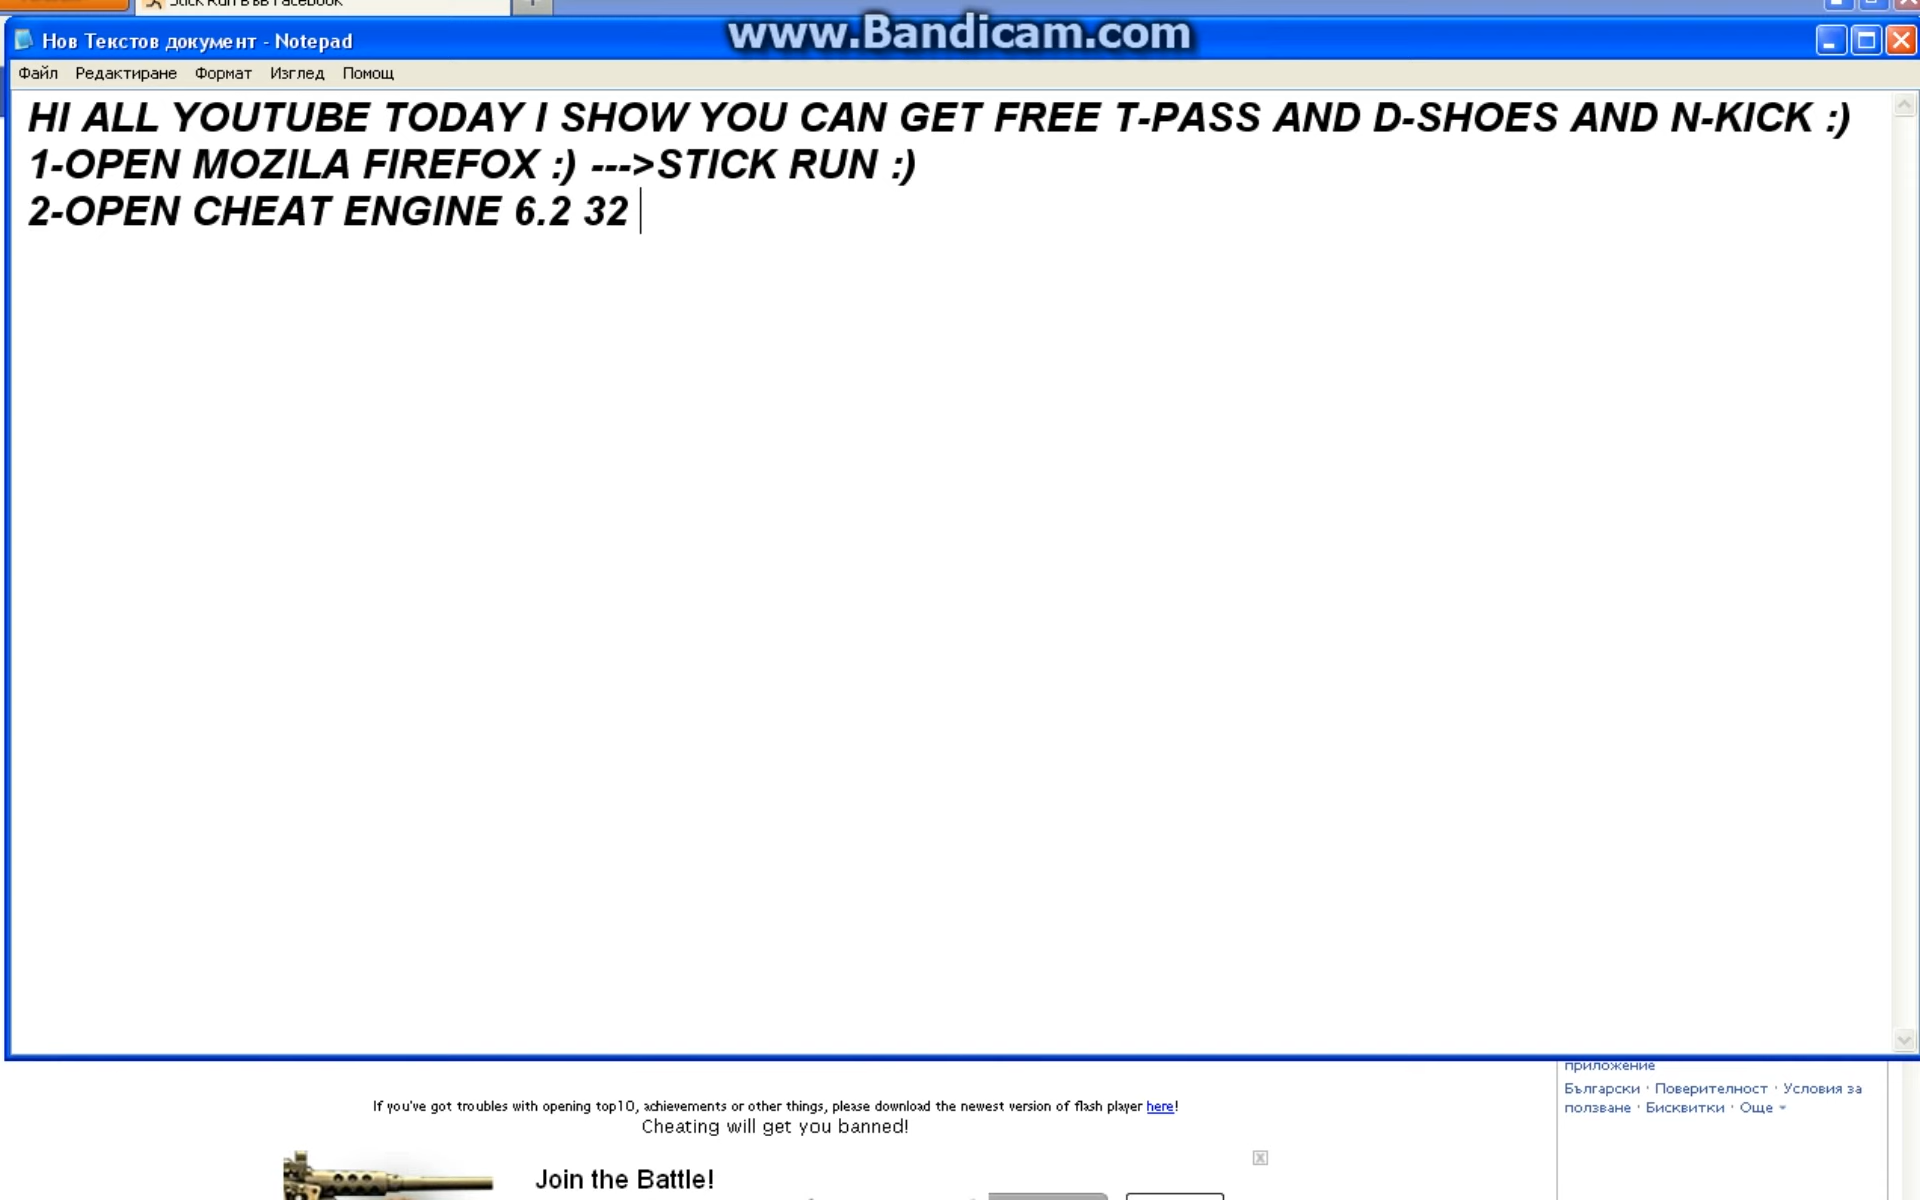 Stick Run във Facebook
www.Bandicam.com
Нов Текстов документ - Notepad
Файл Редактиране Формат Изглед Помощ
HI ALL YOUTUBE TODAY I SHOW YOU CAN GET FREE T-PASS AND D-SHOES AND N-KICK :)
1-OPEN MOZILA FIREFOX :) --->STICK RUN :)
2-OPEN CHEAT ENGINE 6.2 32
приложение
Български · Поверителност · Условия за
ползване · Бисквитки · Още
If you've got troubles with opening top10, achievements or other things, please download the newest version of flash player here!
Cheating will get you banned!
Join the Battle!